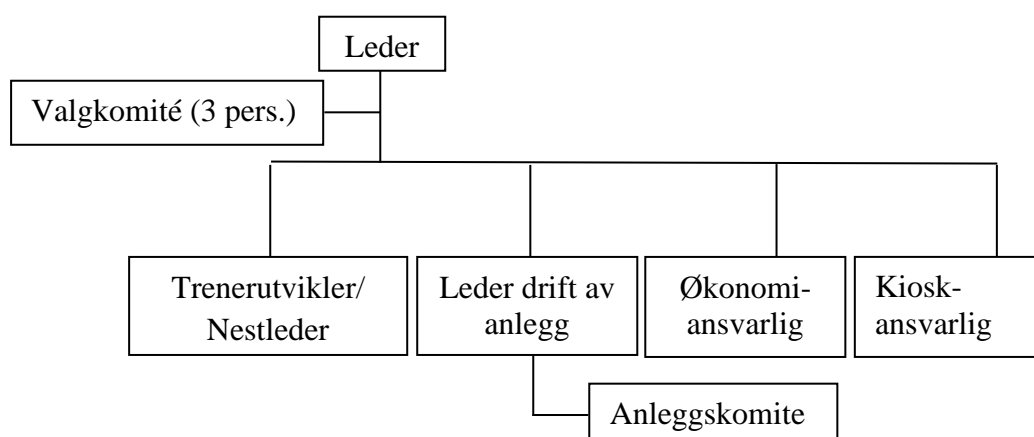 Leder
Valgkomité (3 pers.)
Trenerutvikler/
Nestleder
Leder drift av
anlegg
Økonomi-
ansvarlig
Kiosk-
ansvarlig
Anleggskomite